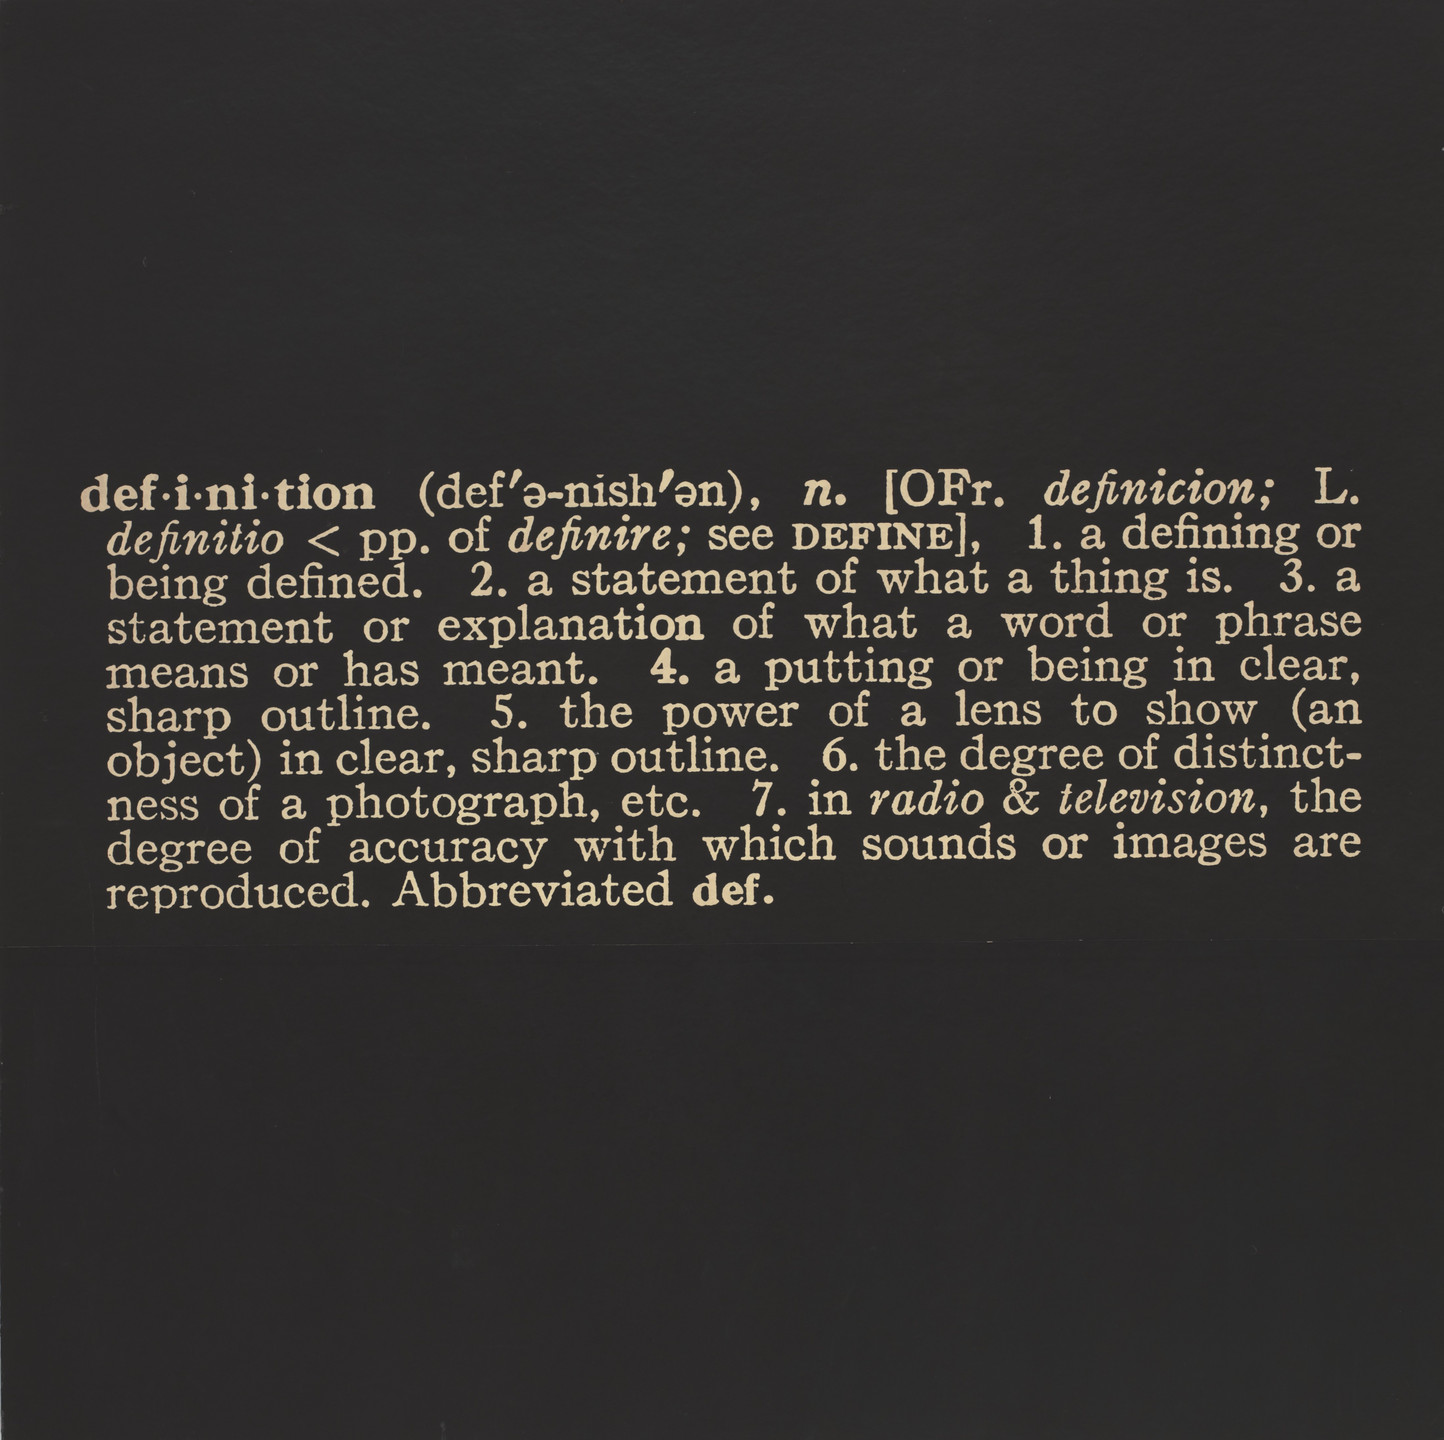 def·i·ni·tion (def′ə-nish′ən), n. [OFr. definicion; L.
definitio < pp. of definire; see DEFINE], 1. a defining or
being defined. 2. a statement of what a thing is. 3. a
statement or explanation of what a word or phrase
means or has meant. 4. a putting or being in clear,
sharp outline. 5. the power of a lens to show (an
object) in clear, sharp outline. 6. the degree of distinct-
ness of a photograph, etc. 7. in radio & television, the
degree of accuracy with which sounds or images are
reproduced. Abbreviated def.